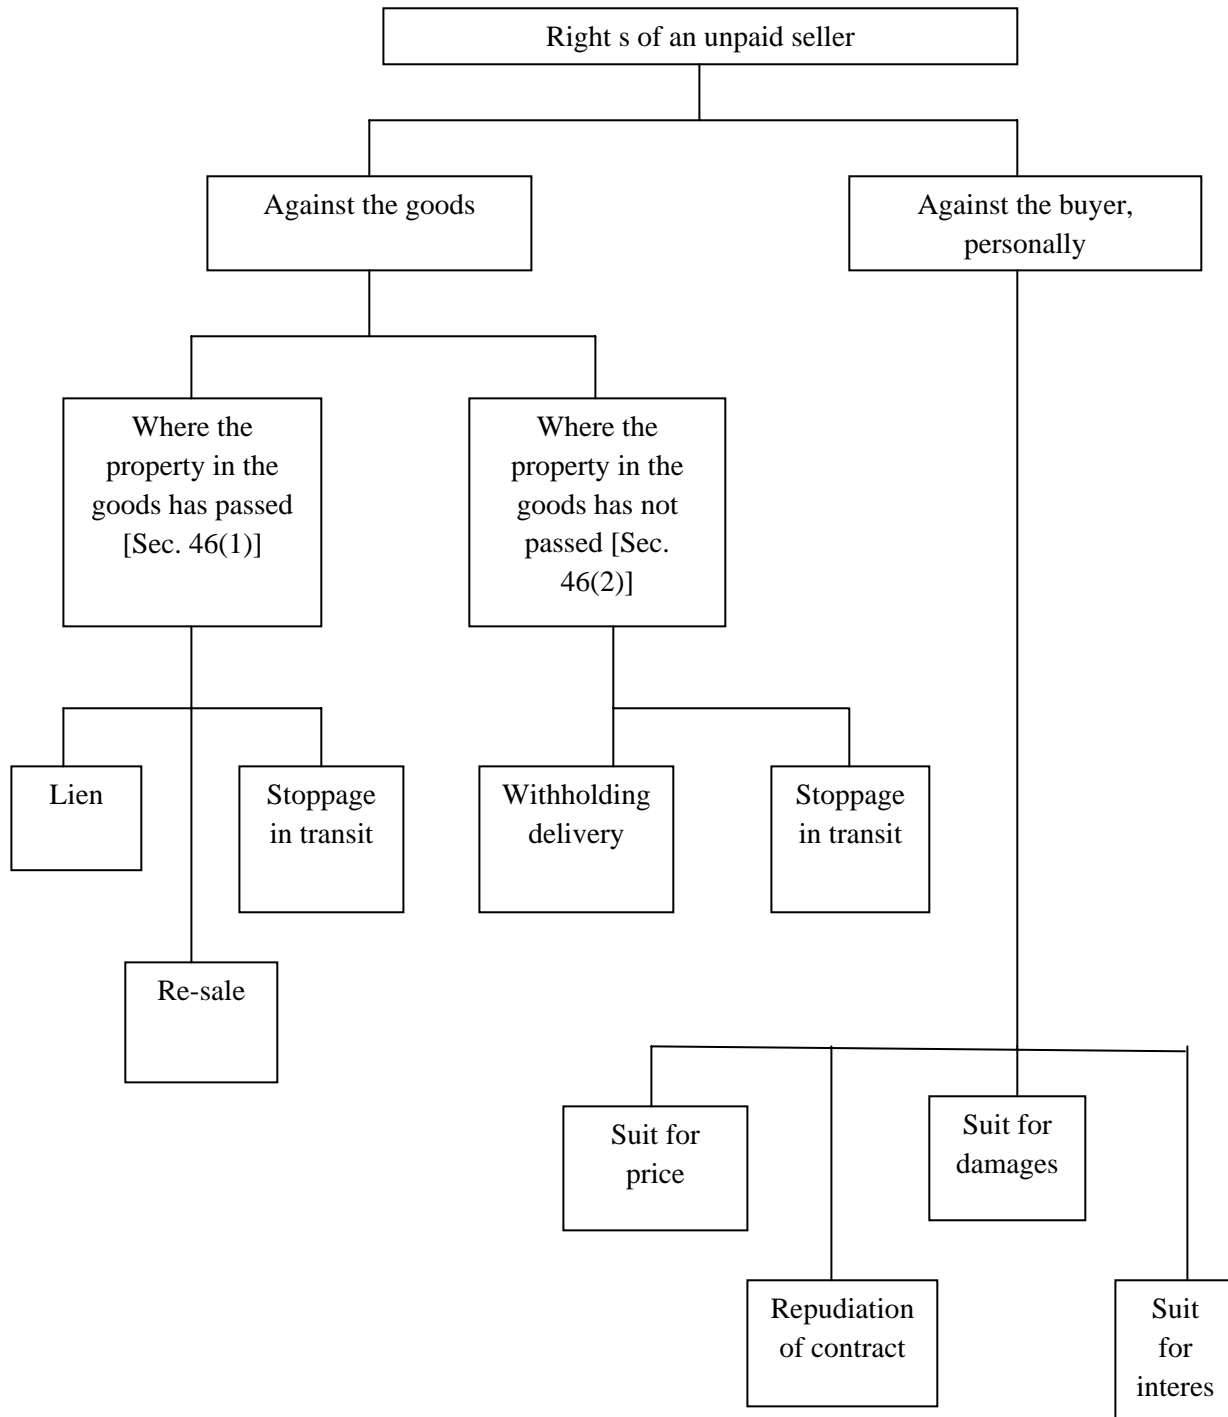 Right s of an unpaid seller
Against the goods
Against the buyer,
personally
Where the
property in the
goods has passed
[Sec. 46(1)]
Where the
property in the
goods has not
passed [Sec.
46(2)]
Lien
Stoppage
in transit
Withholding
delivery
Stoppage
in transit
Re-sale
Suit for
price
Suit for
damages
Repudiation
of contract
Suit
for
interes